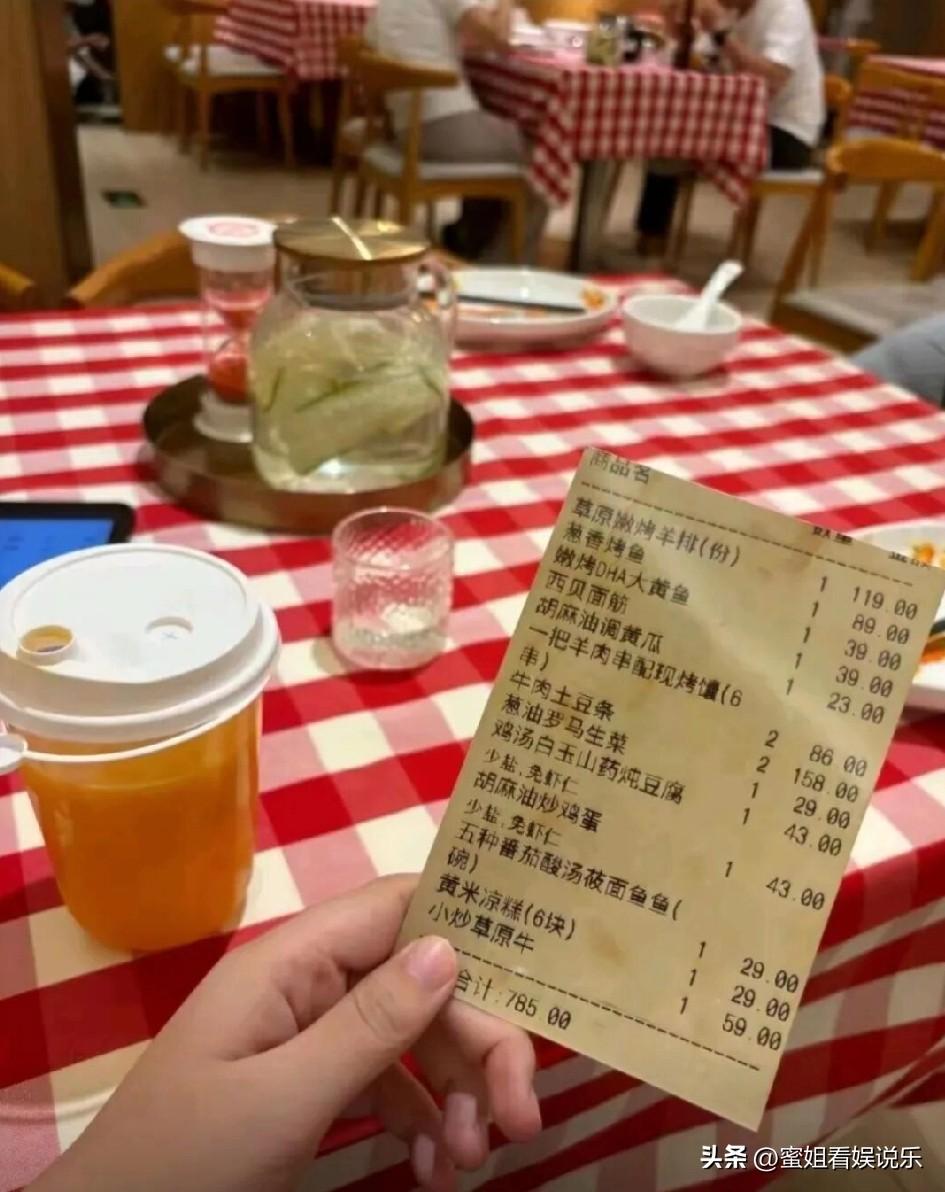 商品名
草原嫩烤羊排(份) 1 119.00
葱香烤鱼 1 89.00
嫩烤DHA大黄鱼 1 39.00
西贝面筋 1 39.00
胡麻油调黄瓜 1 23.00
一把羊肉串配现烤馕(6
串) 2 86.00
牛肉土豆条 2 158.00
葱油罗马生菜 1 29.00
鸡汤白玉山药炖豆腐 1 43.00
少盐,免虾仁
胡麻油炒鸡蛋 1 43.00
少盐,免虾仁
五种番茄酸汤莜面鱼鱼(
碗) 1 29.00
黄米凉糕(6块) 1 29.00
小炒草原牛 1 59.00
合计:785.00
头条 @蜜姐看娱说乐